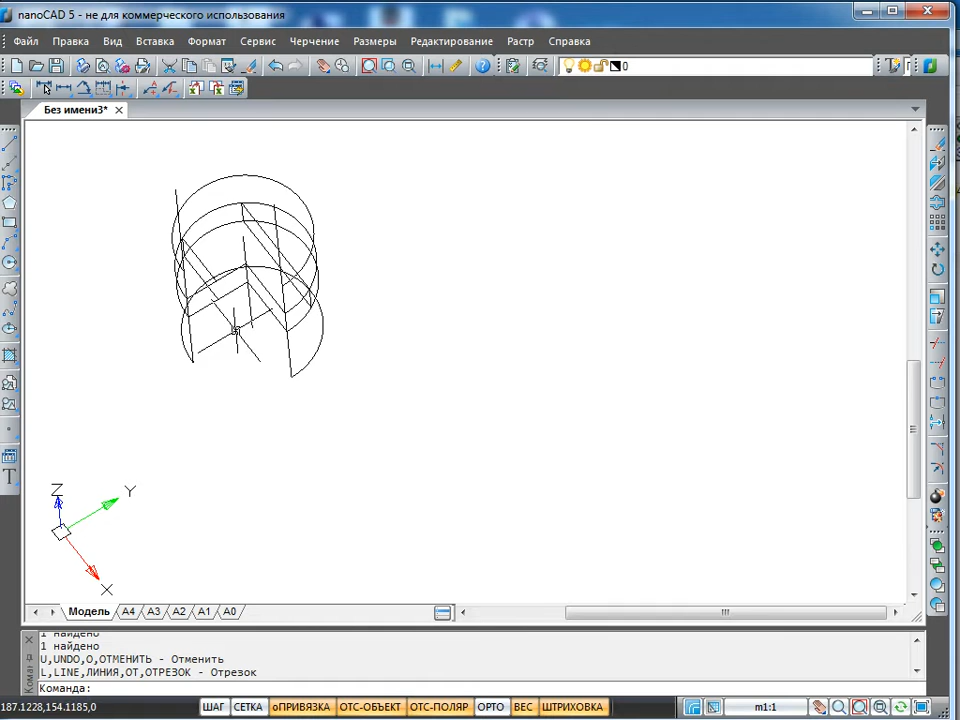 nanoCAD 5 - не для коммерческого использования
Файл Правка Вид Вставка Формат Сервис Черчение Размеры Редактирование Растр Справка
0
Без имени3*
Z
Y
X
Модель A4 A3 A2 A1 A0
1 найдено
1 найдено
U,UNDO,О,ОТМЕНИТЬ - Отменить
L,LINE,ЛИНИЯ,ОТ,ОТРЕЗОК - Отрезок
Команда:
187.1228,154.1185,0 ШАГ СЕТКА оПРИВЯЗКА ОТС-ОБЪЕКТ ОТС-ПОЛЯР ОРТО ВЕС ШТРИХОВКА m1:1